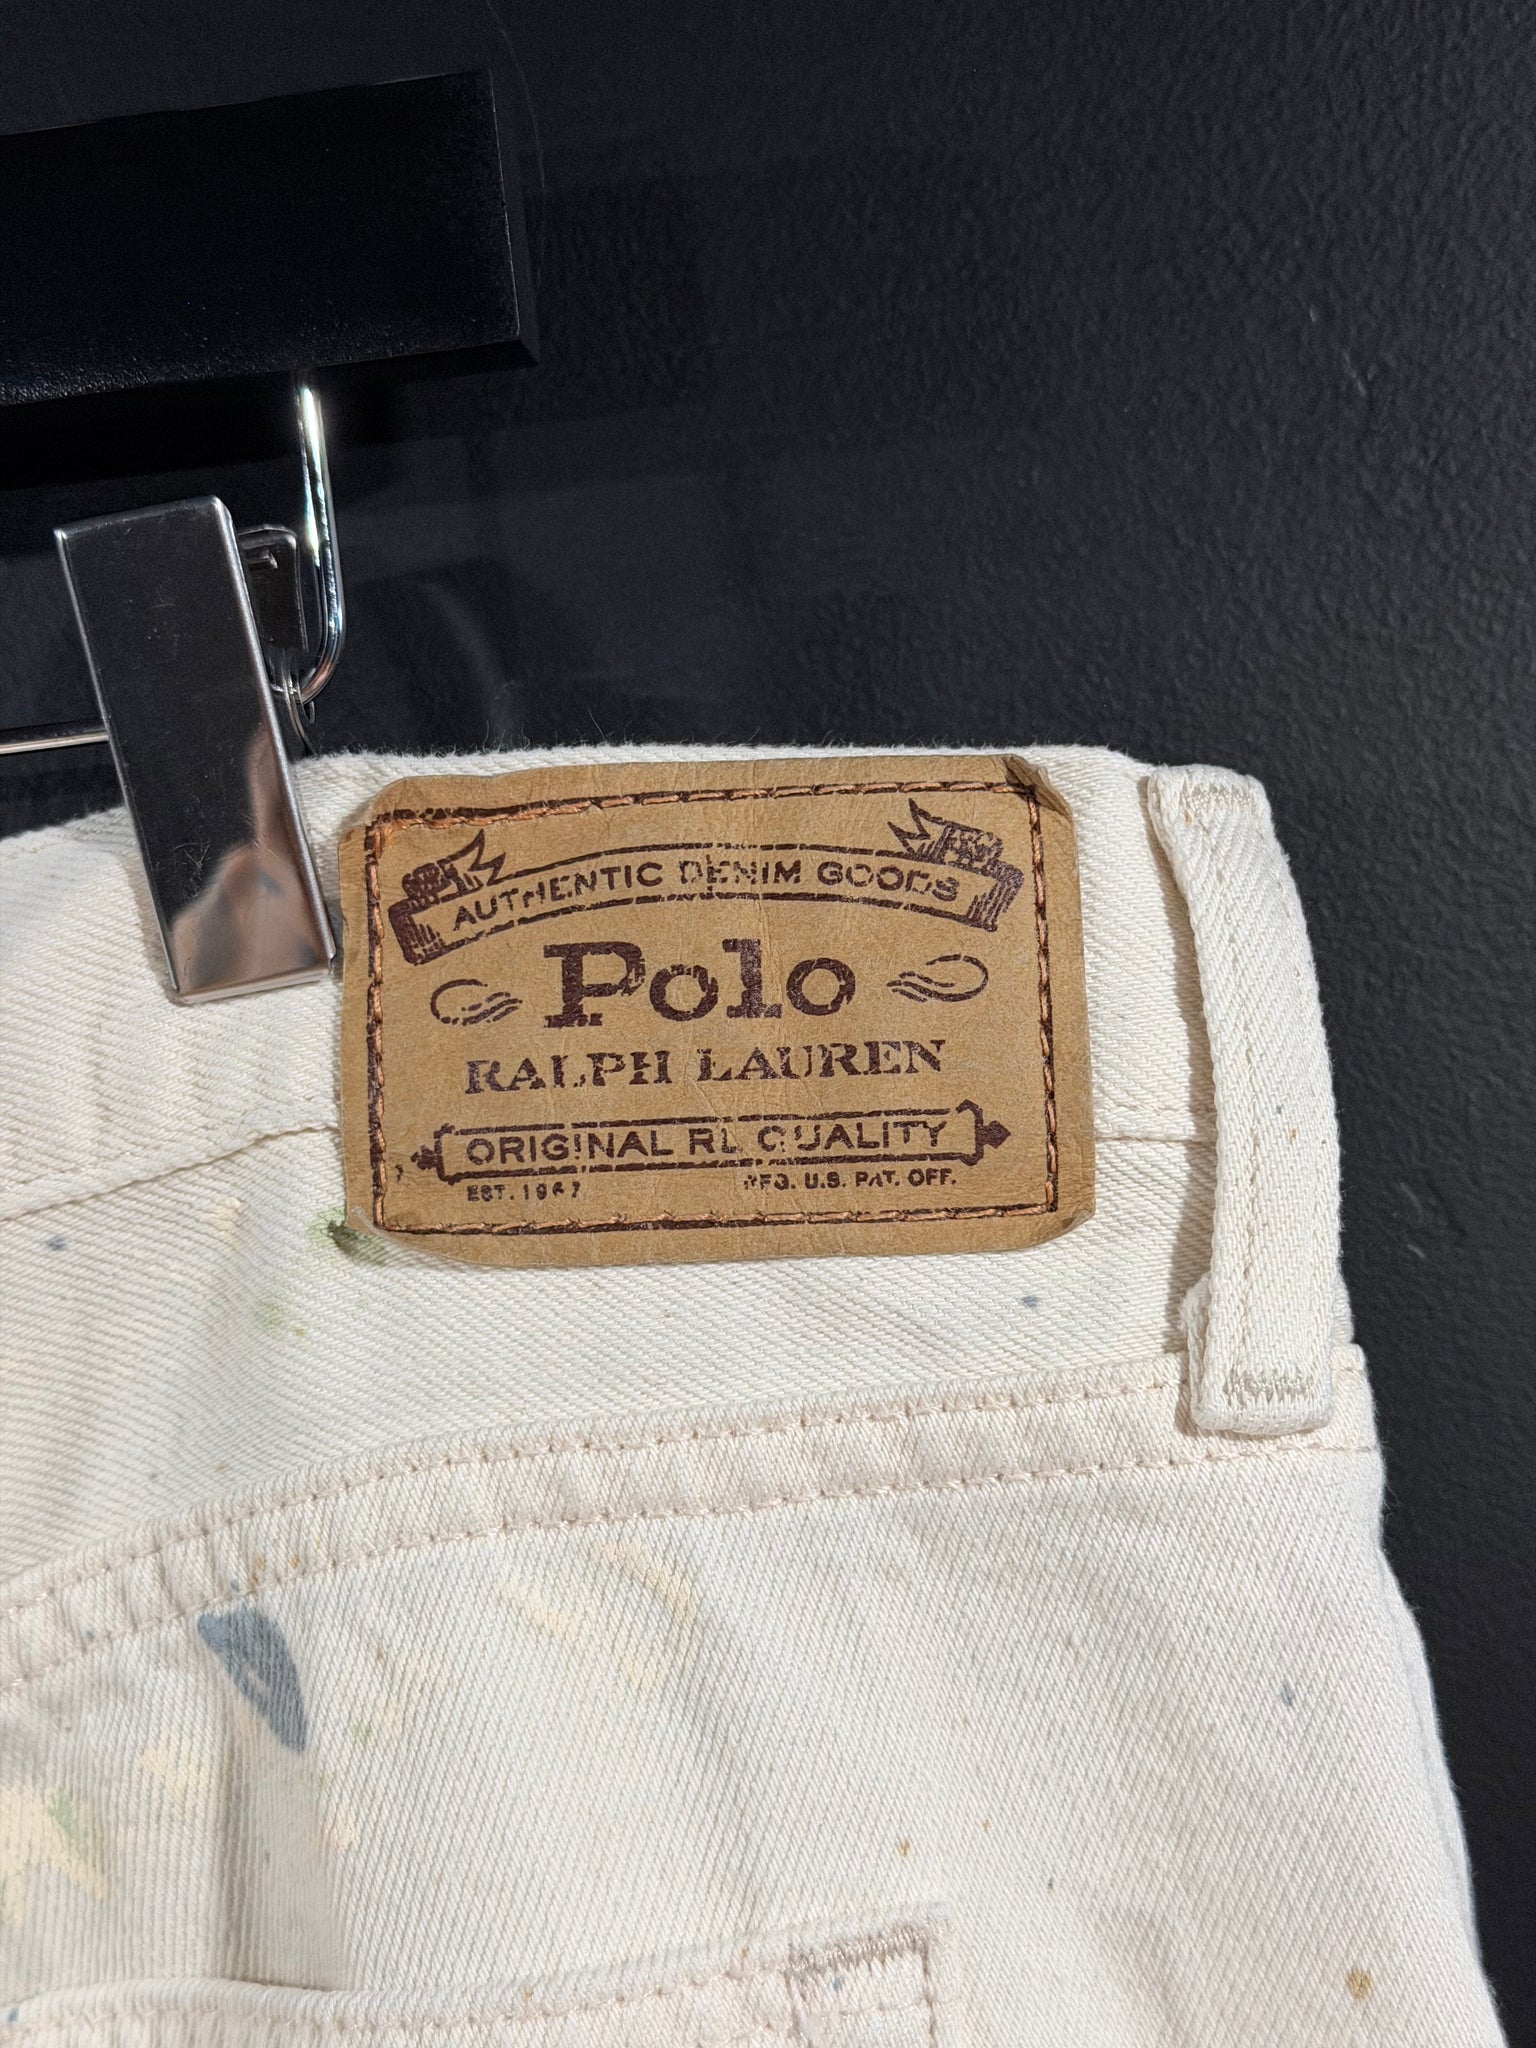 AUTHENTIC DENIM GOODS
Polo
RALPH LAUREN
ORIGINAL RL QUALITY
EST. 1967 REG. U.S. PAT. OFF.